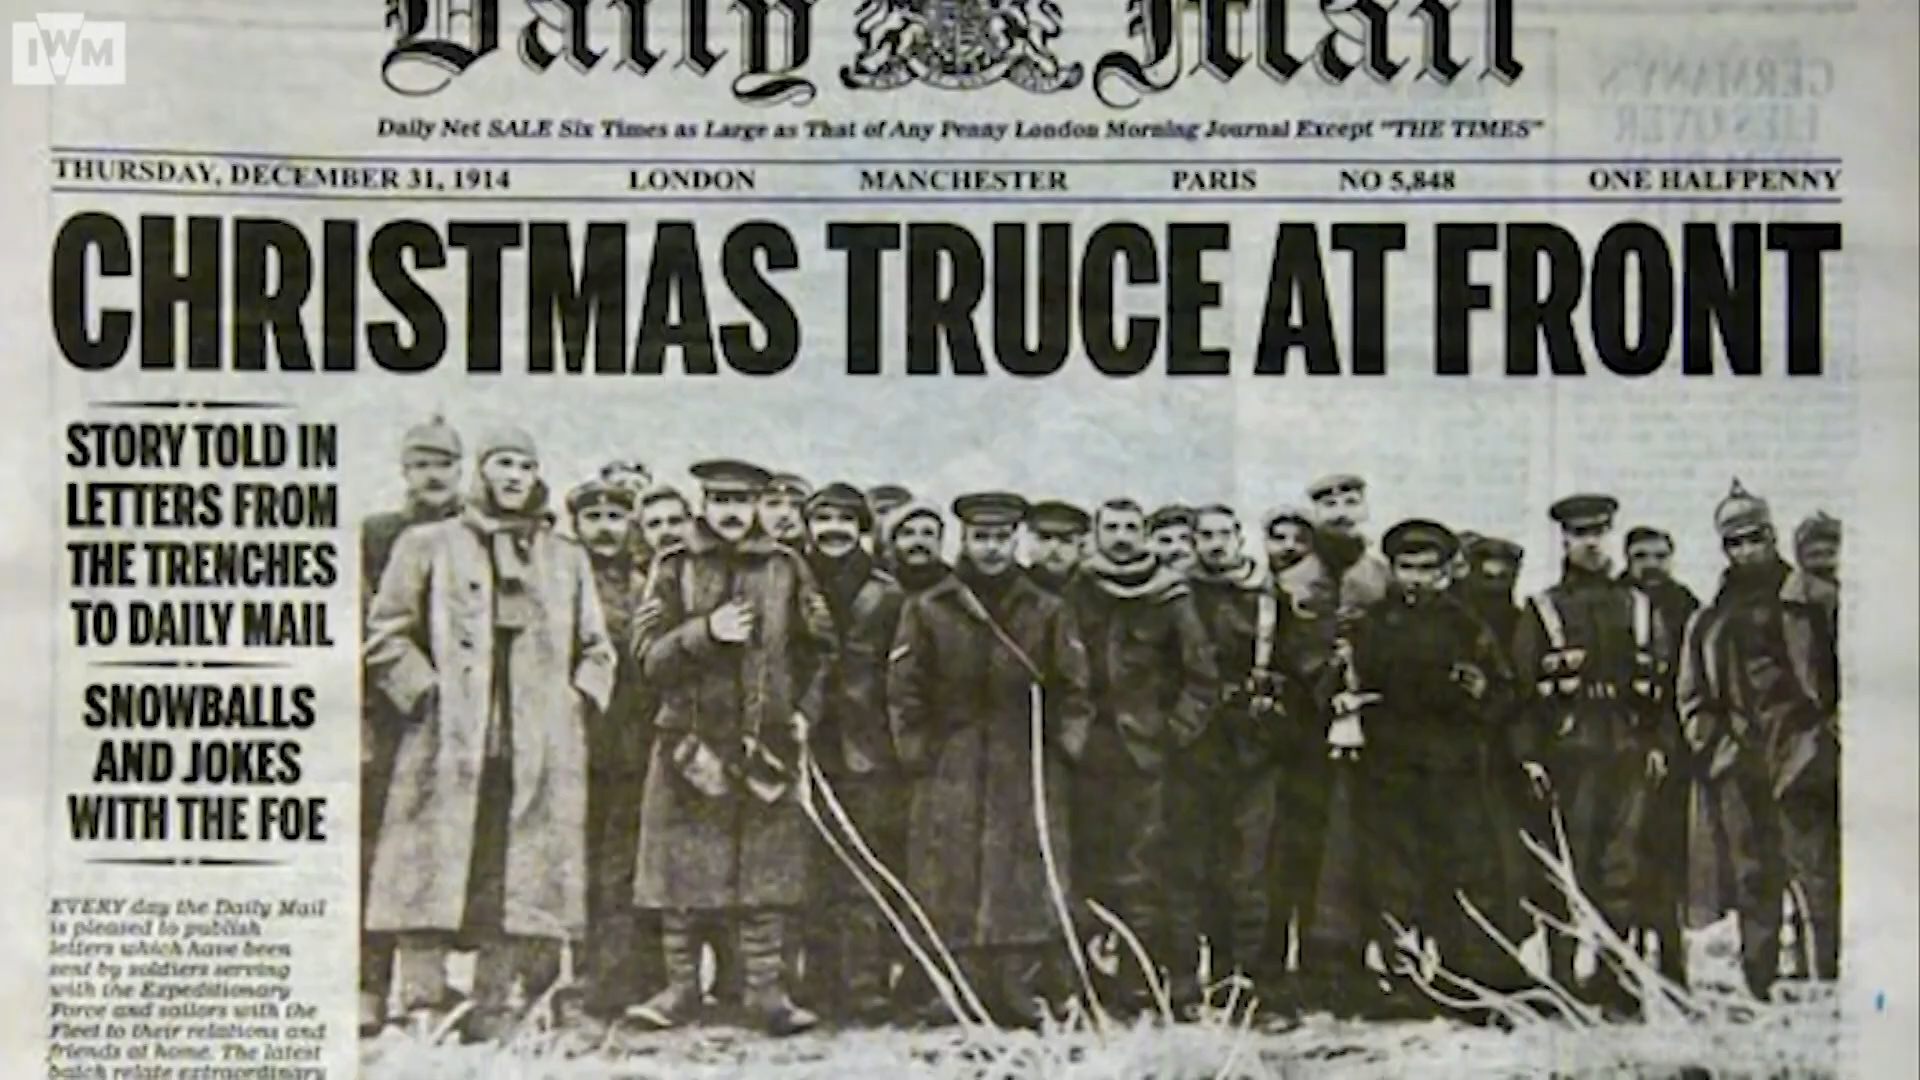 IWM
Daily Mail
Daily Net SALE Six Times as Large as That of Any Penny London Morning Journal Except "THE TIMES"
THURSDAY, DECEMBER 31, 1914 LONDON MANCHESTER PARIS NO 5,848 ONE HALFPENNY
CHRISTMAS TRUCE AT FRONT
STORY TOLD IN
LETTERS FROM
THE TRENCHES
TO DAILY MAIL
SNOWBALLS
AND JOKES
WITH THE FOE
EVERY day the Daily Mail
is pleased to publish
letters which have been
sent by soldiers serving
with the Expeditionary
Force and sailors with the
Fleet to their relations and
friends at home. The latest
batch relate extraordinary
GERMANY'S
LIES OVER